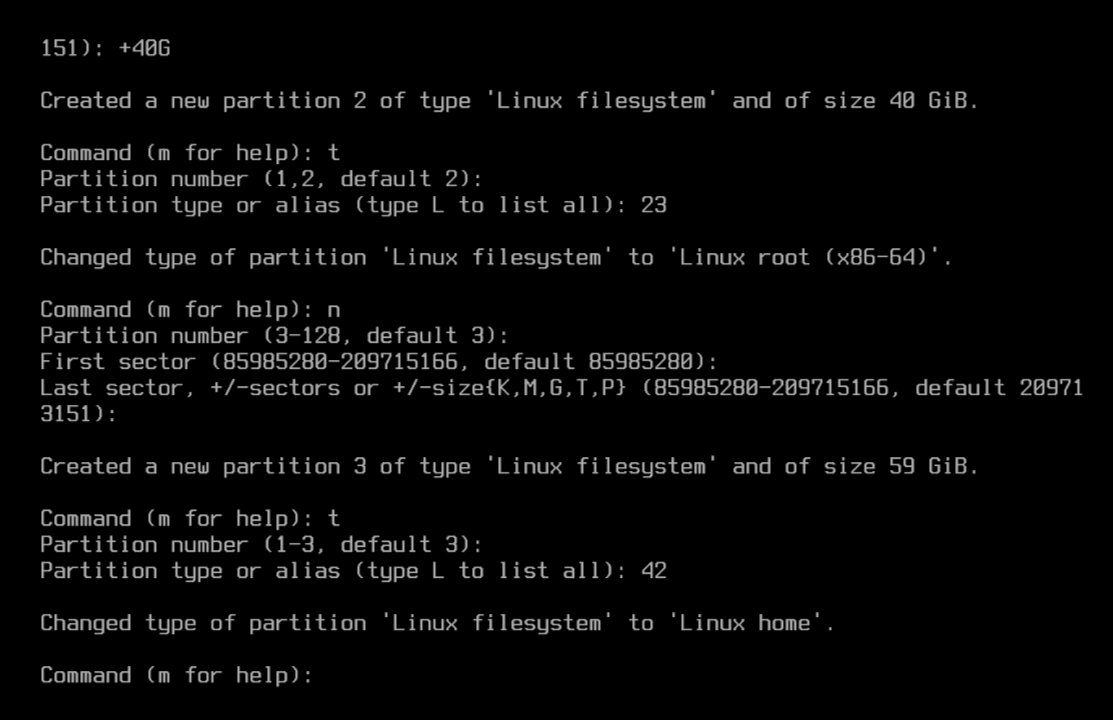 151): +40G
Created a new partition 2 of type 'Linux filesystem' and of size 40 GiB.
Command (m for help): t
Partition number (1,2, default 2):
Partition type or alias (type L to list all): 23
Changed type of partition 'Linux filesystem' to 'Linux root (x86-64)'.
Command (m for help): n
Partition number (3-128, default 3):
First sector (85985280-209715166, default 85985280):
Last sector, +/-sectors or +/-size{K,M,G,T,P} (85985280-209715166, default 20971
3151):
Created a new partition 3 of type 'Linux filesystem' and of size 59 GiB.
Command (m for help): t
Partition number (1-3, default 3):
Partition type or alias (type L to list all): 42
Changed type of partition 'Linux filesystem' to 'Linux home'.
Command (m for help):